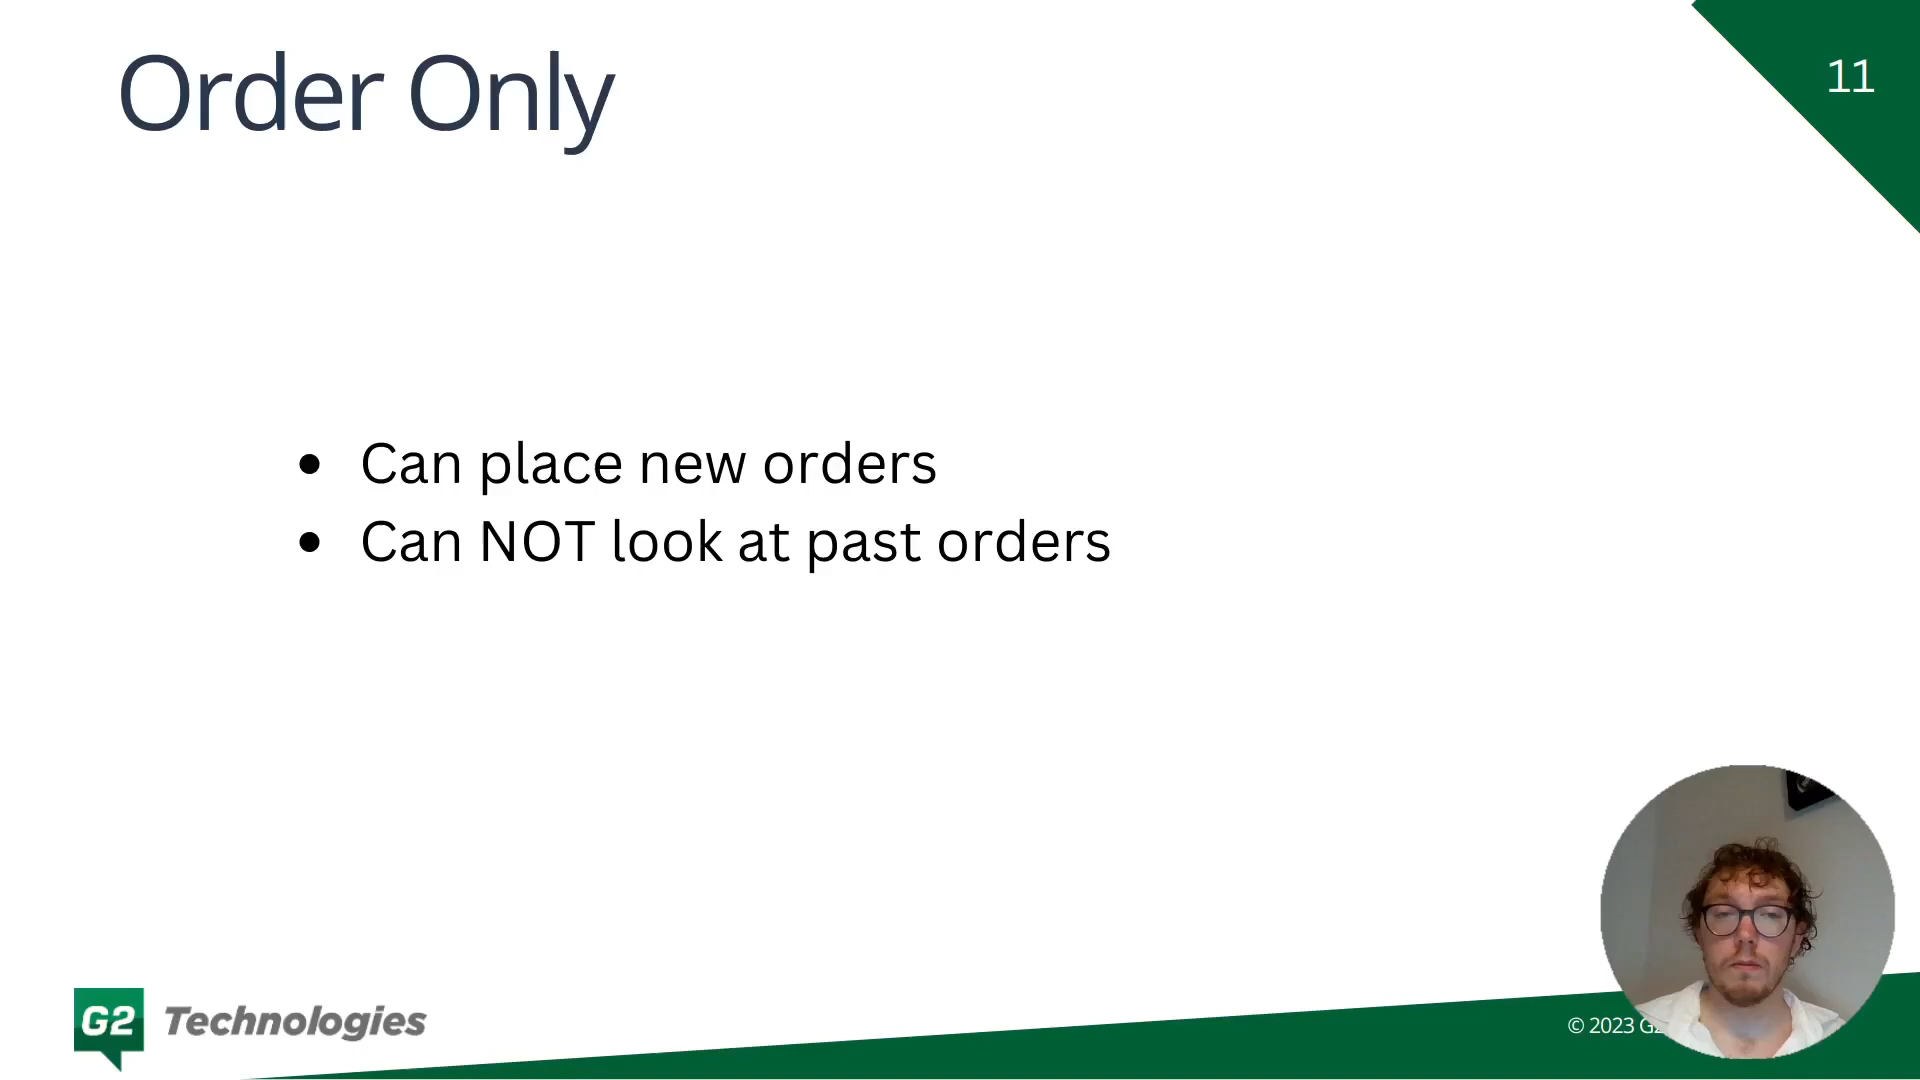 Order Only
11
• Can place new orders
• Can NOT look at past orders
G2 Technologies
© 2023